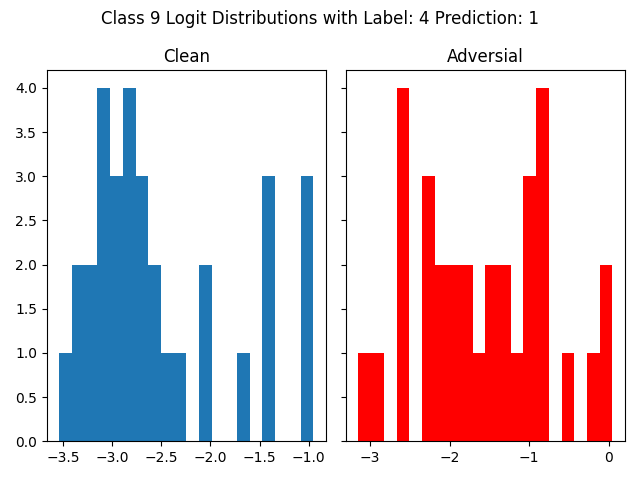 Class 9 Logit Distributions with Label: 4 Prediction: 1
Clean
Adversial
4.0
3.5
3.0
2.5
2.0
1.5
1.0
0.5
0.0
−3.5 −3.0 −2.5 −2.0 −1.5 −1.0
−3 −2 −1 0